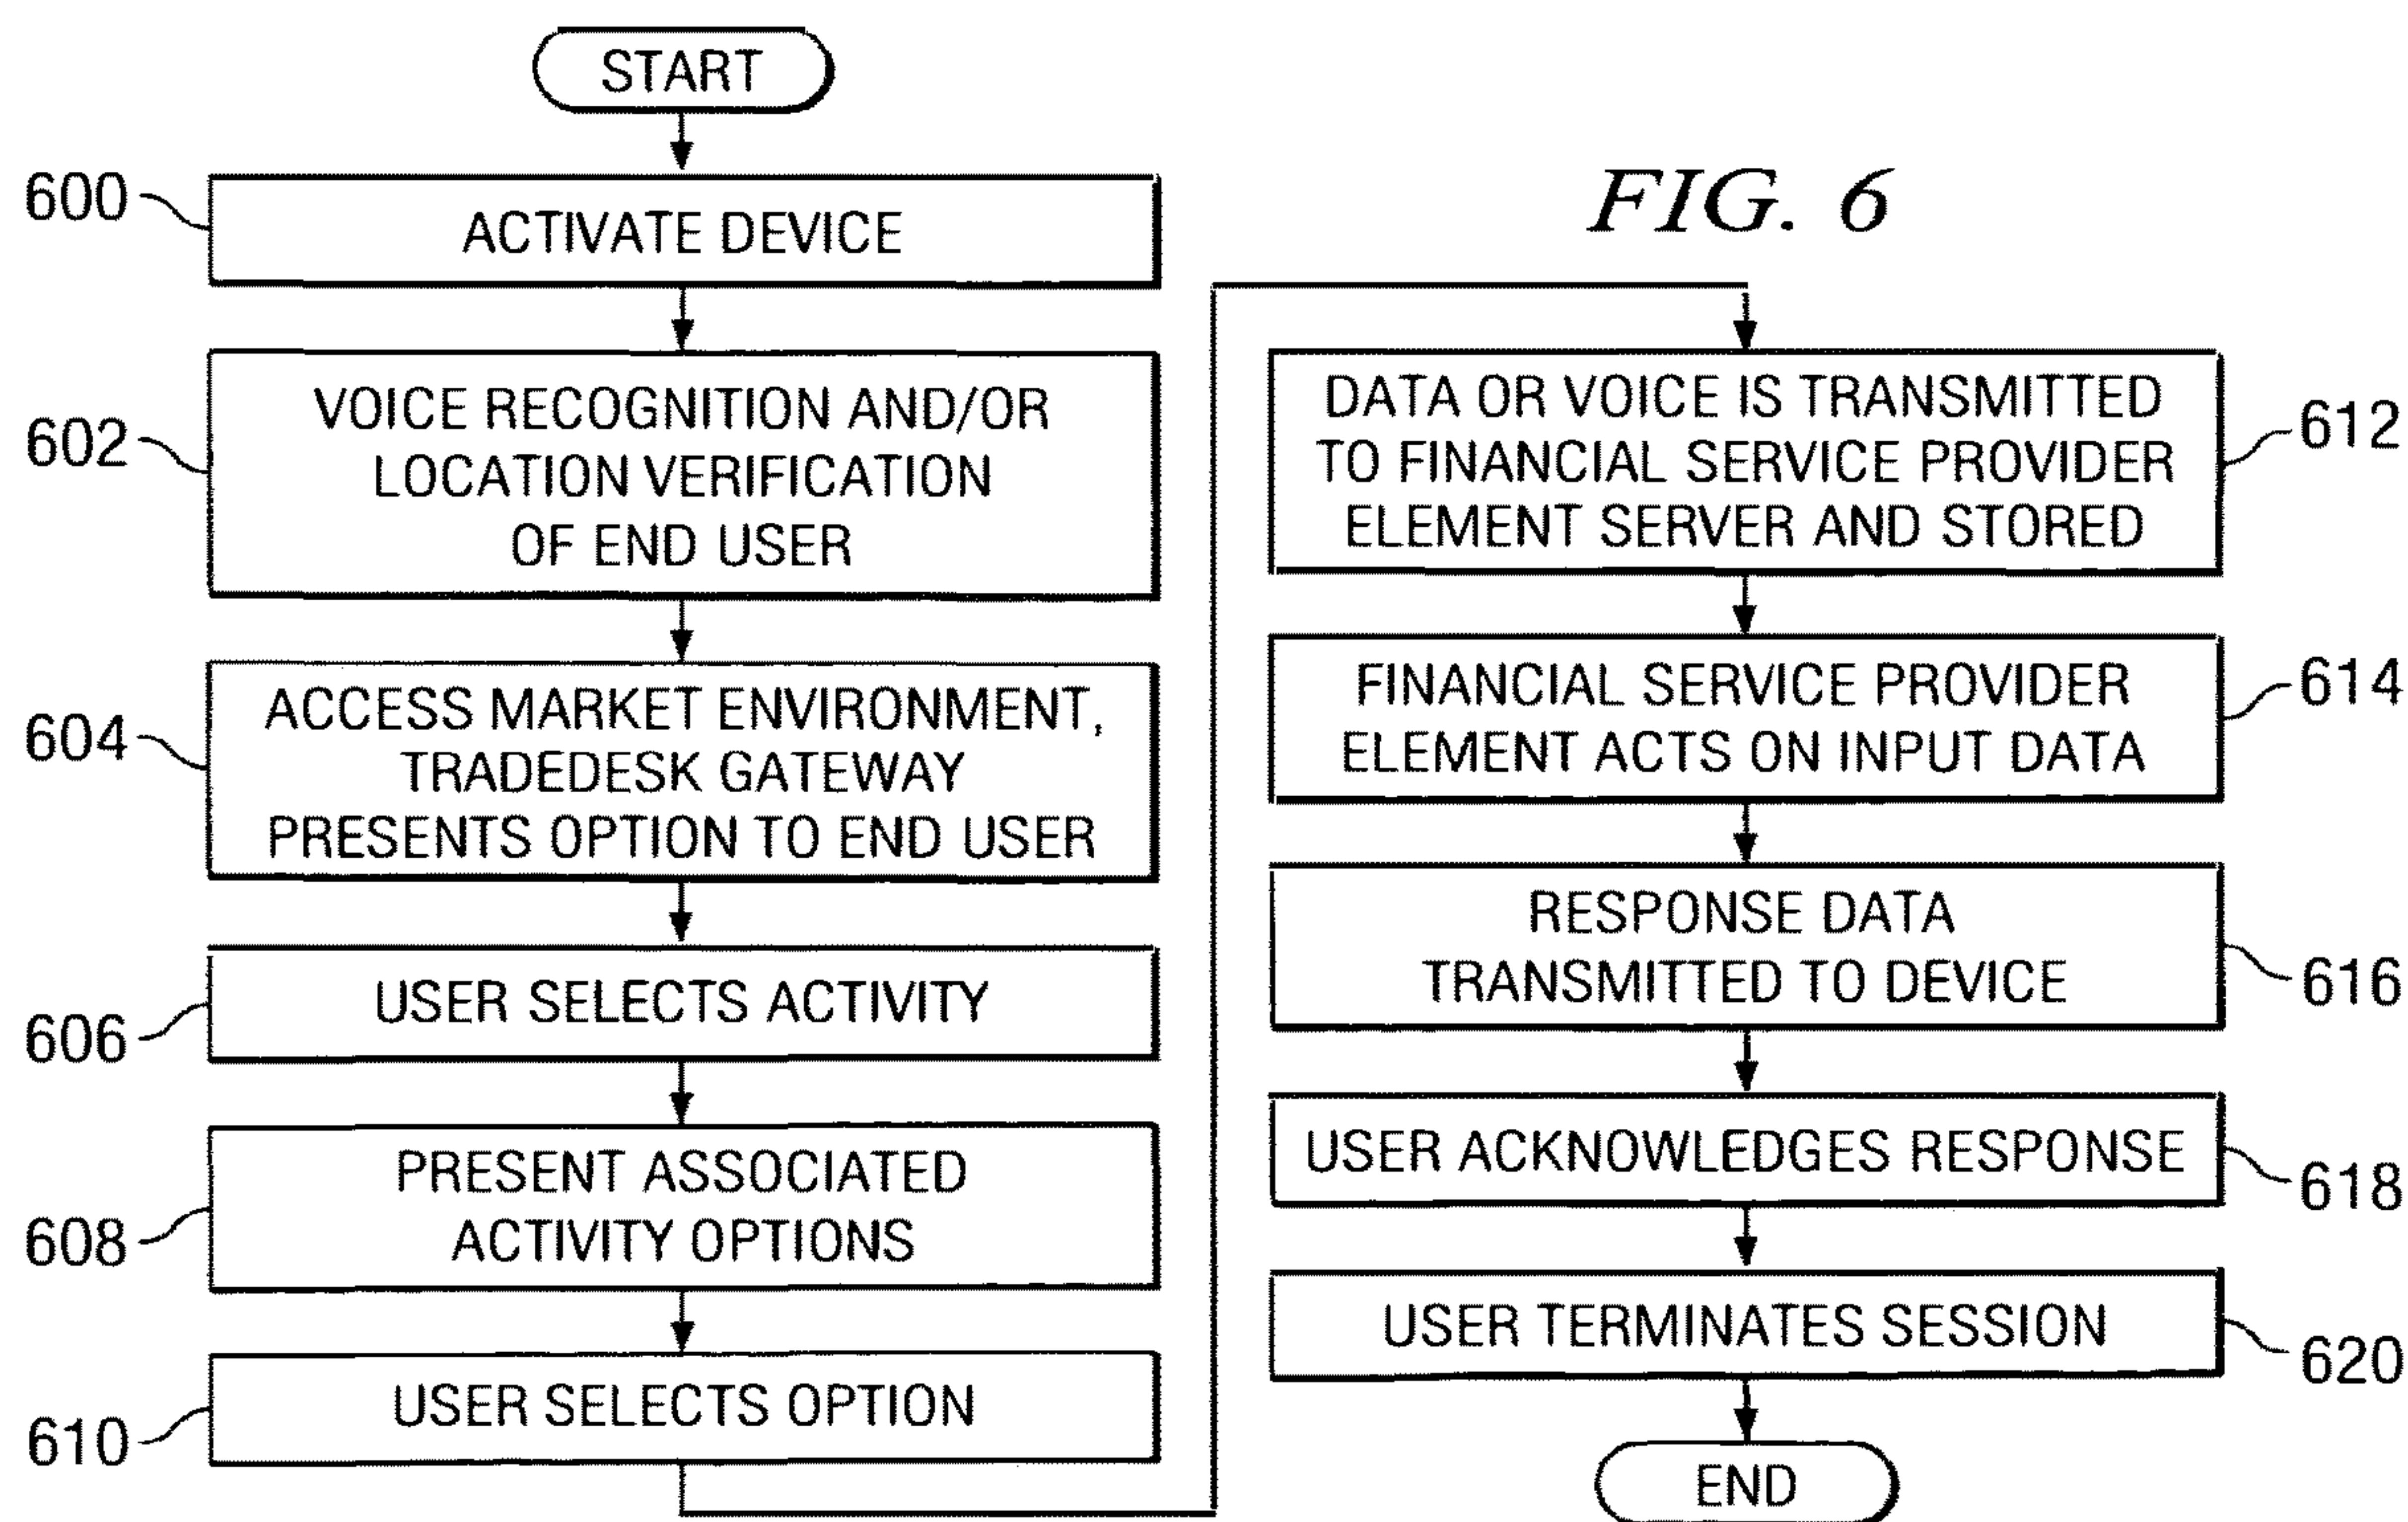 START
600
ACTIVATE DEVICE
602
VOICE RECOGNITION AND/OR
LOCATION VERIFICATION
OF END USER
604
ACCESS MARKET ENVIRONMENT,
TRADEDESK GATEWAY
PRESENTS OPTION TO END USER
606
USER SELECTS ACTIVITY
608
PRESENT ASSOCIATED
ACTIVITY OPTIONS
610
USER SELECTS OPTION
FIG. 6
DATA OR VOICE IS TRANSMITTED
TO FINANCIAL SERVICE PROVIDER
ELEMENT SERVER AND STORED
612
FINANCIAL SERVICE PROVIDER
ELEMENT ACTS ON INPUT DATA
614
RESPONSE DATA
TRANSMITTED TO DEVICE
616
USER ACKNOWLEDGES RESPONSE
618
USER TERMINATES SESSION
620
END